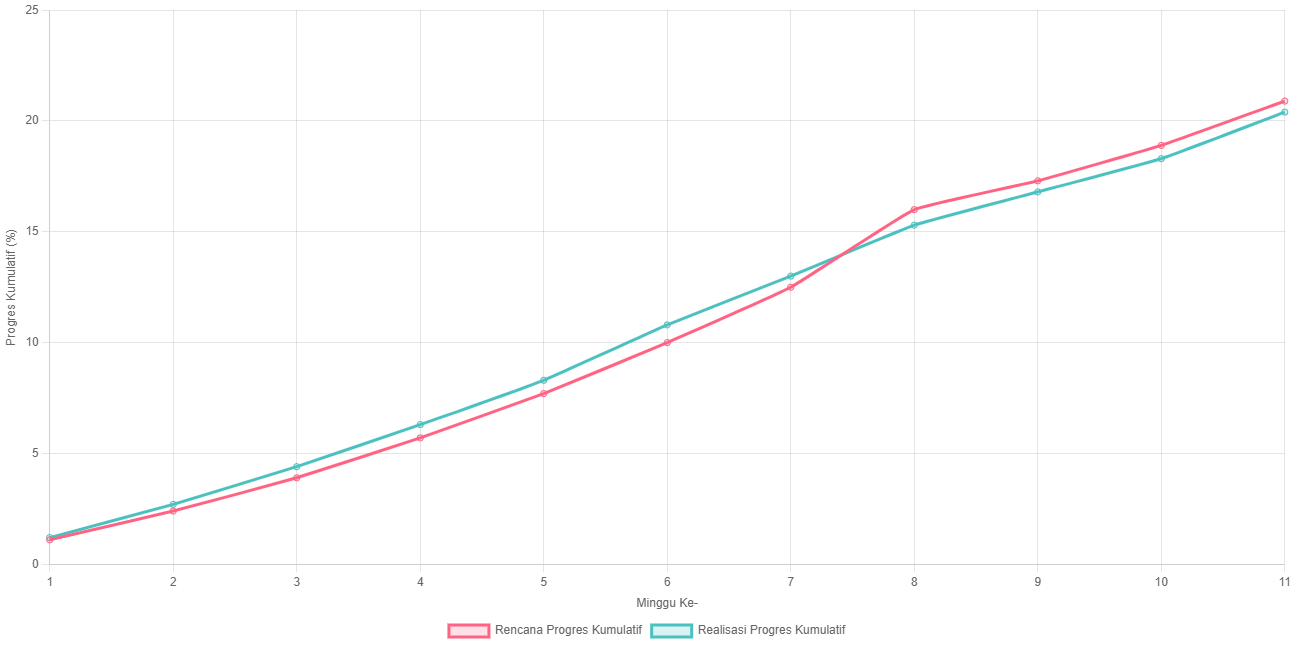 25
20
15
10
5
0
Progres Kumulatif (%)
1 2 3 4 5 6 7 8 9 10 11
Minggu Ke-
Rencana Progres Kumulatif Realisasi Progres Kumulatif